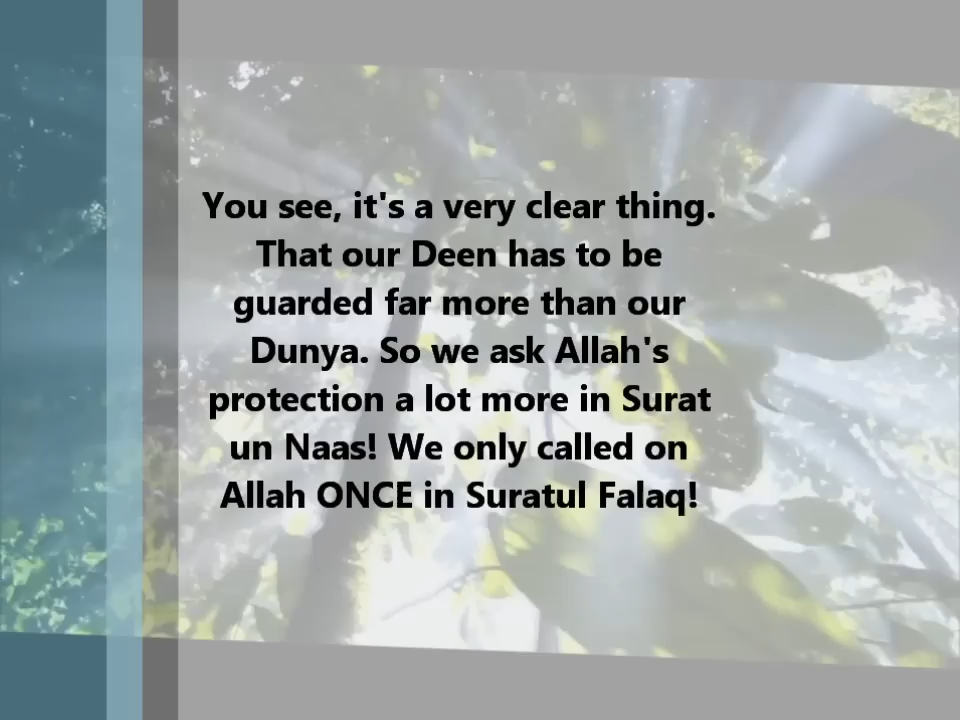 You see, it's a very clear thing.
That our Deen has to be
guarded far more than our
Dunya. So we ask Allah's
protection a lot more in Surat
un Naas! We only called on
Allah ONCE in Suratul Falaq!